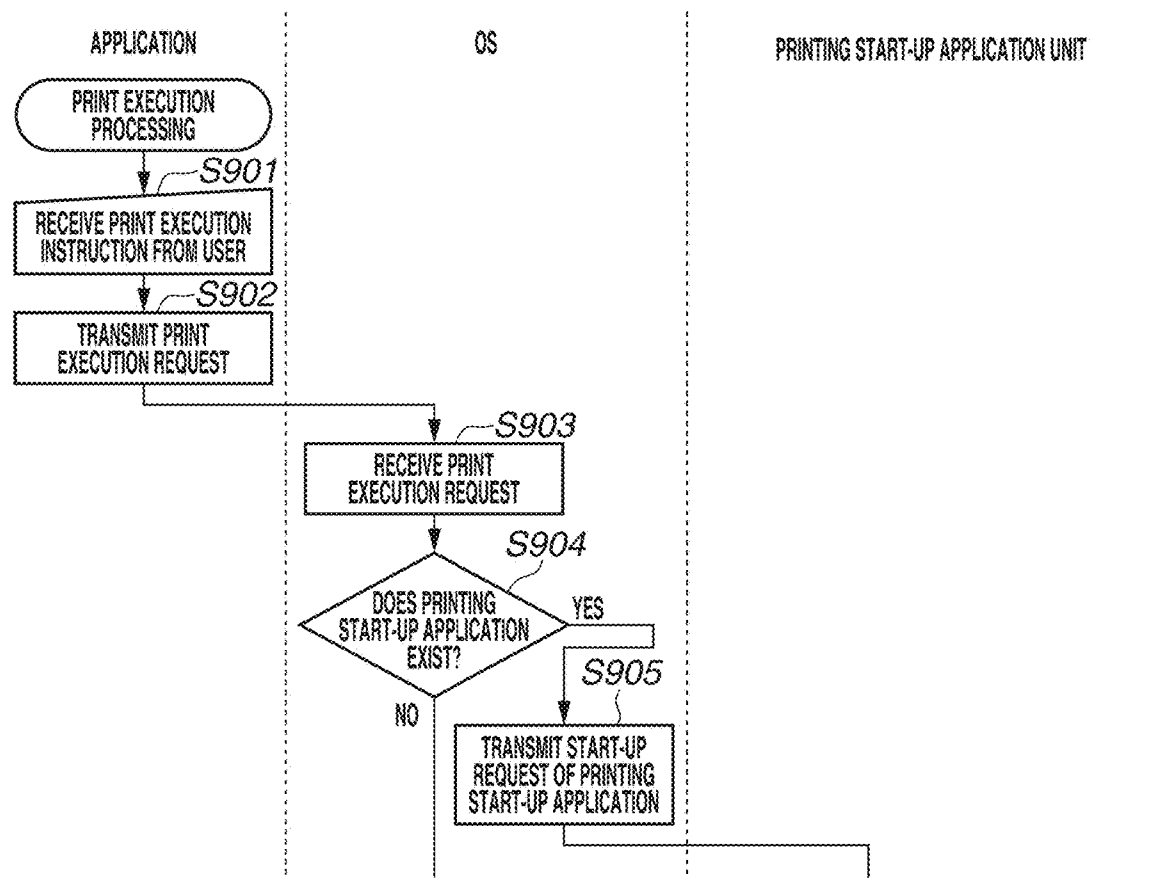 APPLICATION
OS
PRINTING START-UP APPLICATION UNIT
PRINT EXECUTION
PROCESSING
S901
RECEIVE PRINT EXECUTION
INSTRUCTION FROM USER
S902
TRANSMIT PRINT
EXECUTION REQUEST
S903
RECEIVE PRINT
EXECUTION REQUEST
S904
DOES PRINTING
START-UP APPLICATION
EXIST?
YES
NO
S905
TRANSMIT START-UP
REQUEST OF PRINTING
START-UP APPLICATION